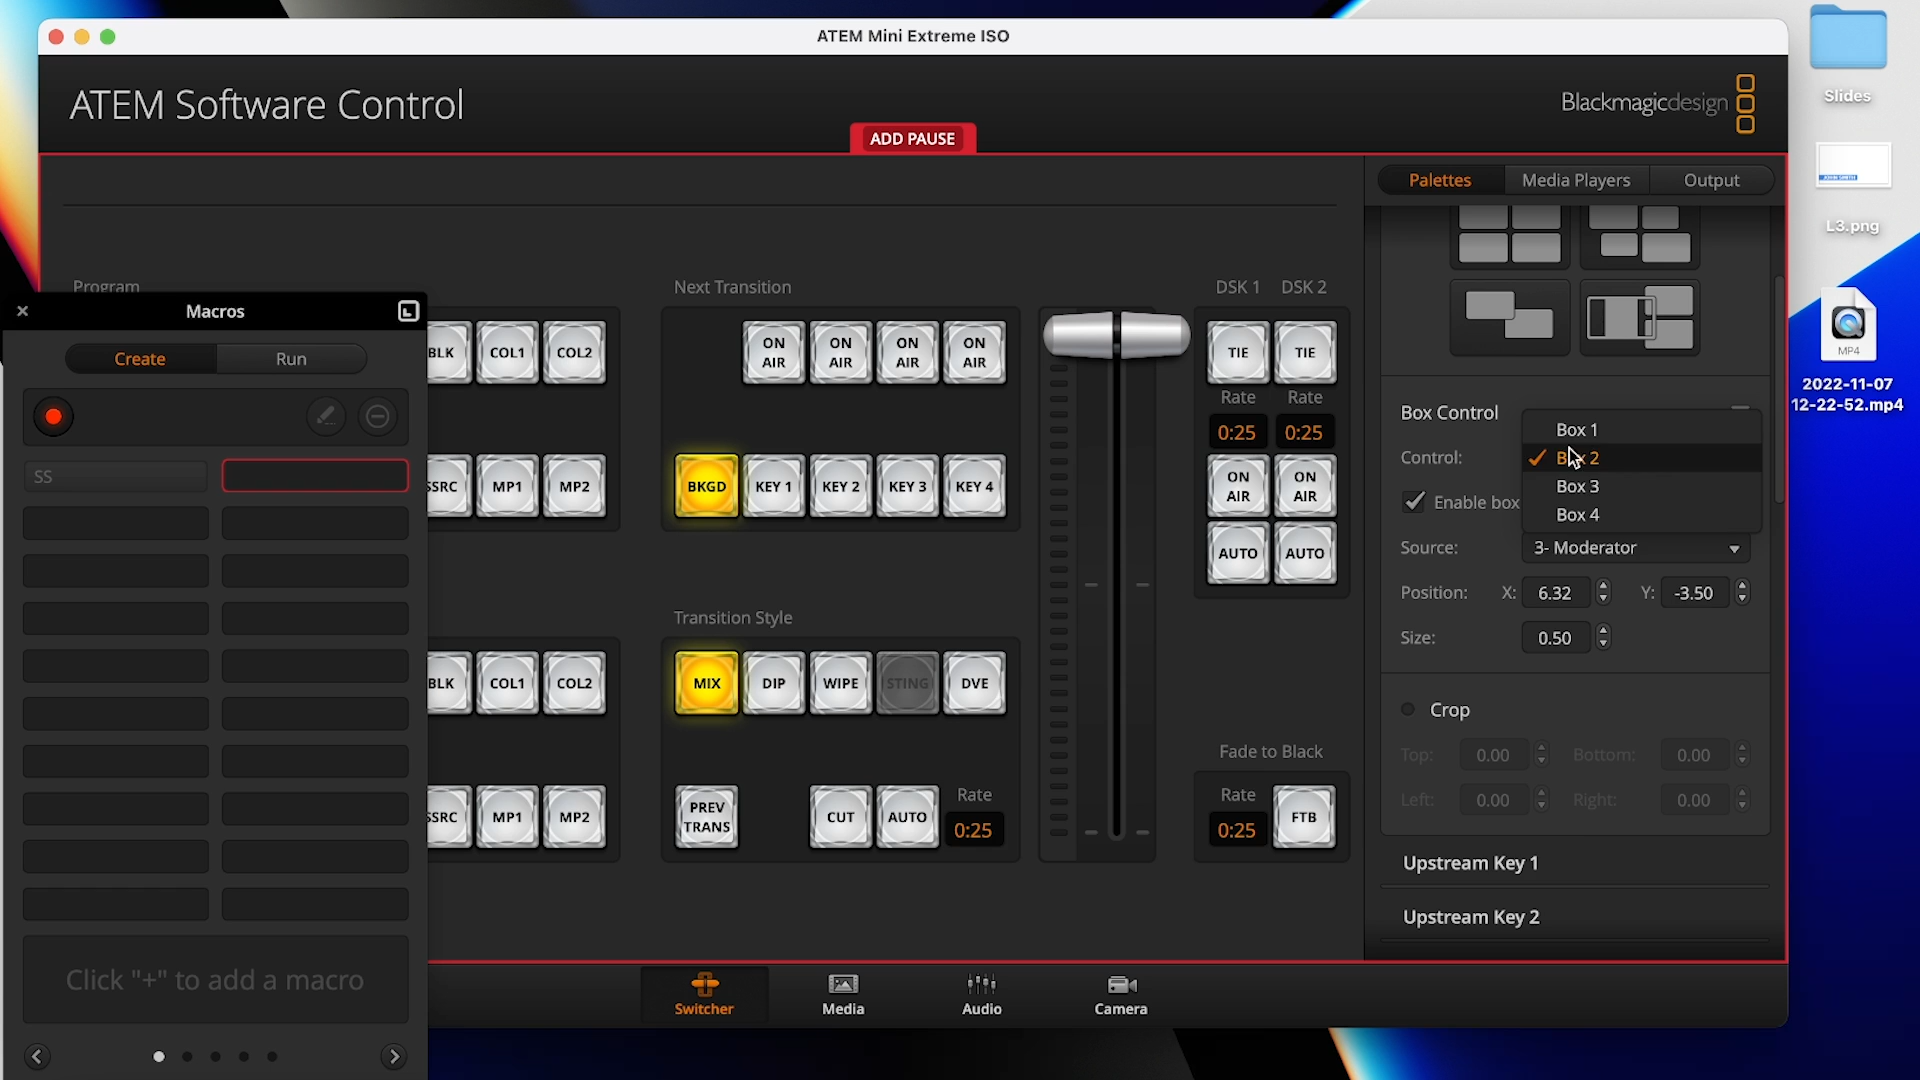 ATEM Mini Extreme ISO
ATEM Software Control
Blackmagicdesign
ADD PAUSE
Palettes
Media Players
Output
Program
Next Transition
DSK 1
DSK 2
Macros
Create
Run
SS
Click "+" to add a macro
BLK
COL1
COL2
SSRC
MP1
MP2
ON AIR
ON AIR
ON AIR
ON AIR
BKGD
KEY 1
KEY 2
KEY 3
KEY 4
TIE
TIE
Rate
Rate
0:25
0:25
ON AIR
ON AIR
AUTO
AUTO
Transition Style
BLK
COL1
COL2
SSRC
MP1
MP2
MIX
DIP
WIPE
STING
DVE
PREV TRANS
CUT
AUTO
Rate
0:25
Fade to Black
Rate
0:25
FTB
Box Control
Control:
Box 1
Box 2
Box 3
Box 4
Enable box
Source:
3- Moderator
Position:
X:
6.32
Y:
-3.50
Size:
0.50
Crop
Top:
0.00
Bottom:
0.00
Left:
0.00
Right:
0.00
Upstream Key 1
Upstream Key 2
Switcher
Media
Audio
Camera
Slides
L3.png
MP4
2022-11-07
12-22-52.mp4